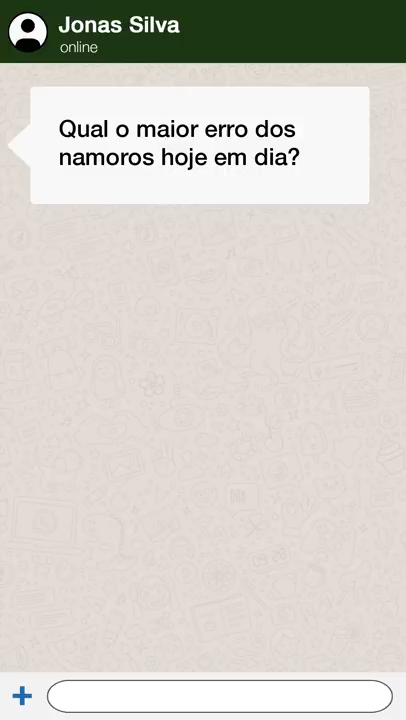 Jonas Silva
online
Qual o maior erro dos
namoros hoje em dia?